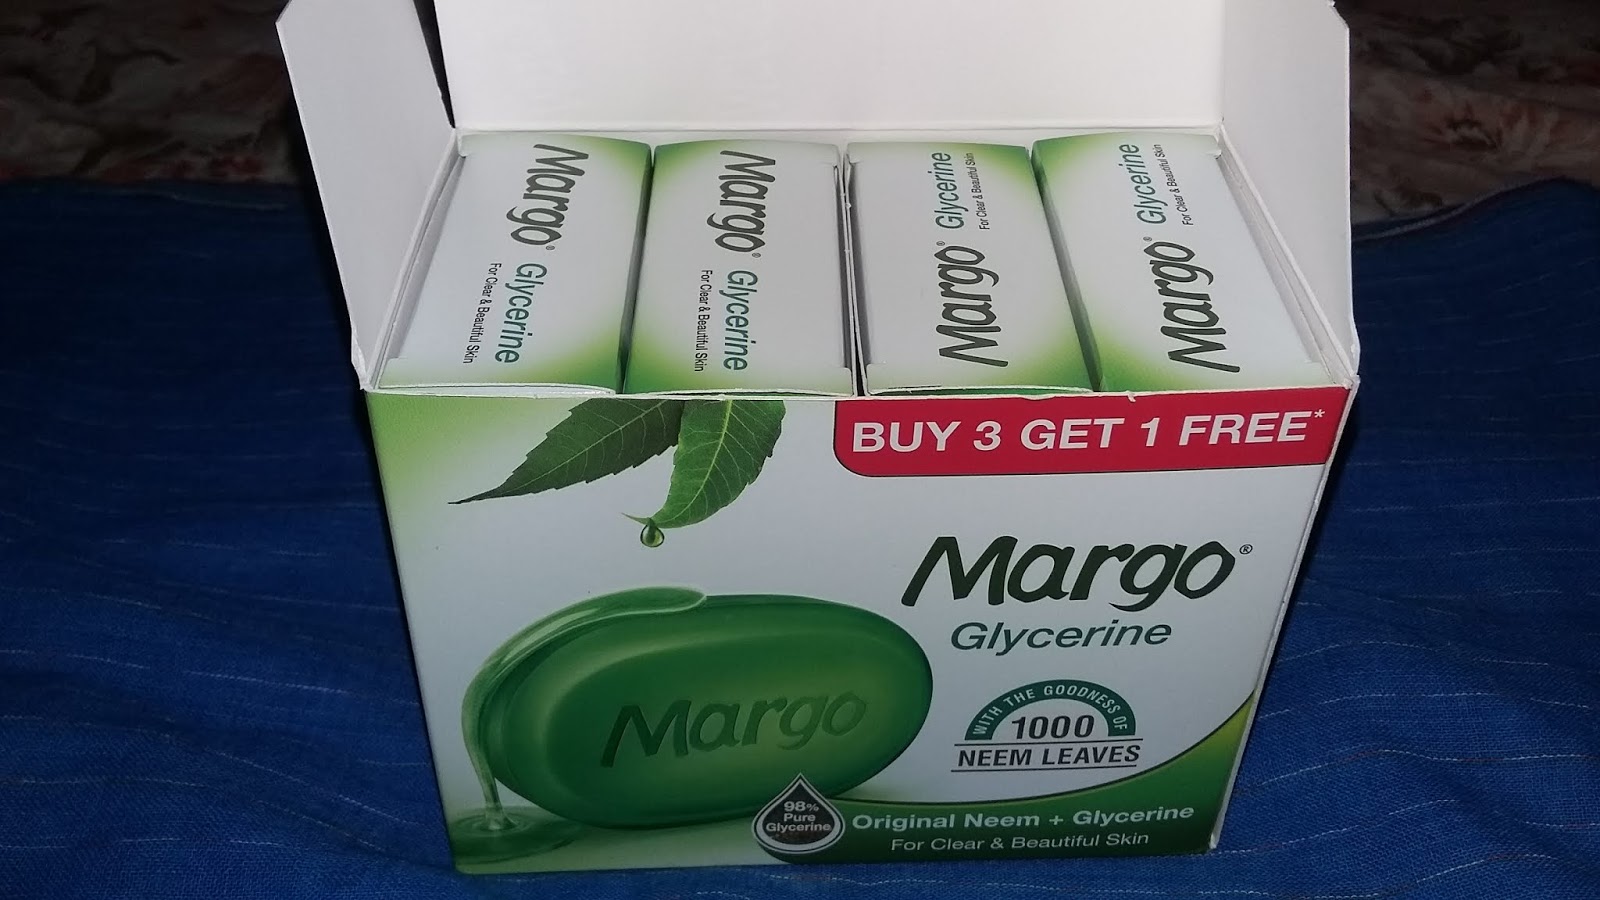 Margo® Glycerine
For Clear & Beautiful Skin
Margo® Glycerine
For Clear & Beautiful Skin
Margo® Glycerine
For Clear & Beautiful Skin
Margo® Glycerine
For Clear & Beautiful Skin
BUY 3 GET 1 FREE*
Margo®
Glycerine
WITH THE GOODNESS OF
1000
NEEM LEAVES
Margo
98%
Pure
Glycerine
Original Neem + Glycerine
For Clear & Beautiful Skin